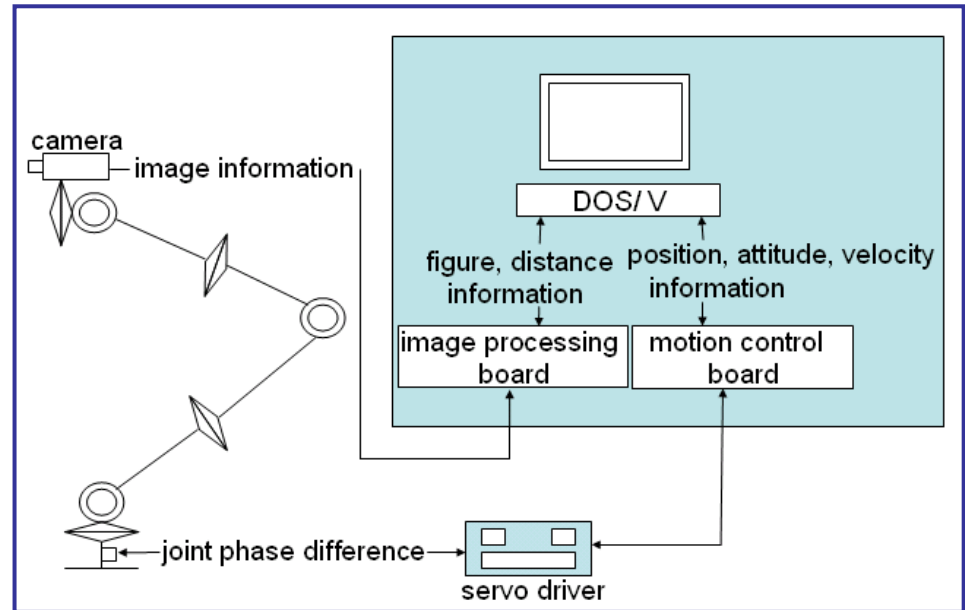 camera
image information
DOS/ V
figure, distance
information
position, attitude, velocity
information
image processing
board
motion control
board
joint phase difference
servo driver